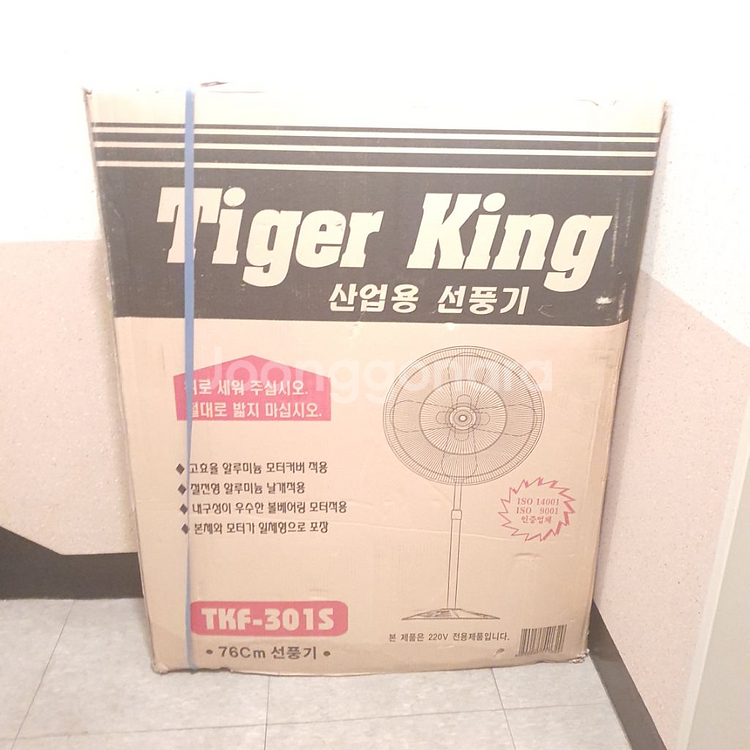 Tiger King
산업용 선풍기
Joonggonara
위로 세워 주십시오.
절대로 밟지 마십시오.
◆ 고효율 알루미늄 모터커버 적용
◆ 절전형 알루미늄 날개적용
◆ 내구성이 우수한 볼베어링 모터적용
◆ 본체와 모터가 일체형으로 포장
ISO 14001
ISO 9001
인증업체
TKF-301S
• 76Cm 선풍기 •
본 제품은 220V 전용제품입니다.